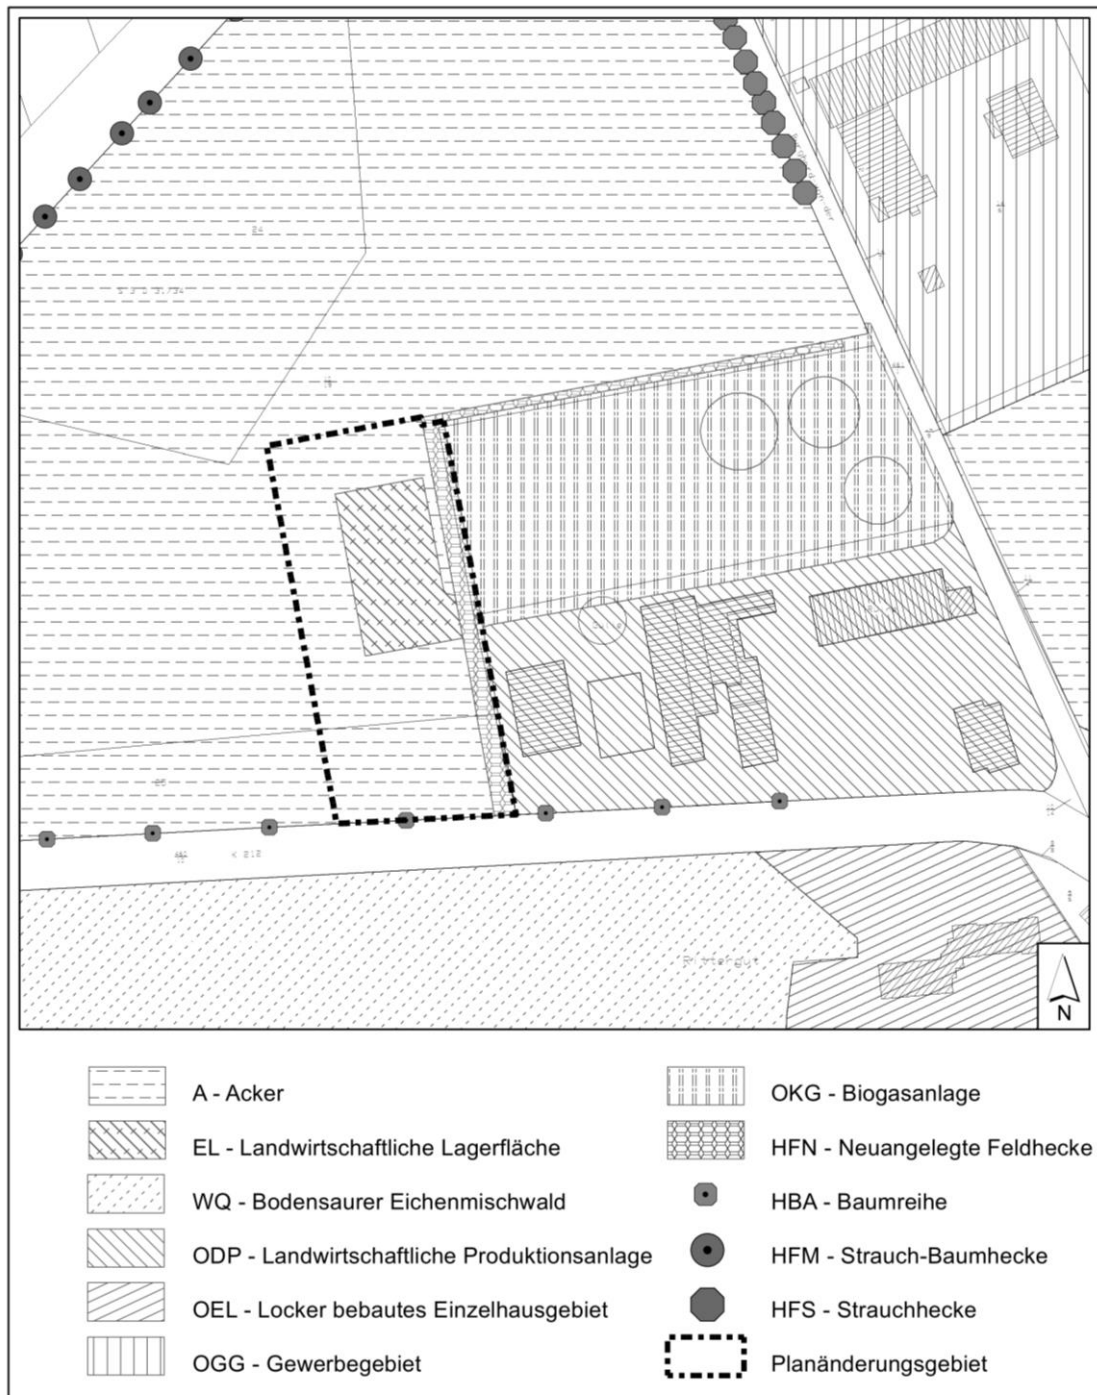 Rittergut
N
A - Acker
EL - Landwirtschaftliche Lagerfläche
WQ - Bodensaurer Eichenmischwald
ODP - Landwirtschaftliche Produktionsanlage
OEL - Locker bebautes Einzelhausgebiet
OGG - Gewerbegebiet
OKG - Biogasanlage
HFN - Neuangelegte Feldhecke
HBA - Baumreihe
HFM - Strauch-Baumhecke
HFS - Strauchhecke
Planänderungsgebiet